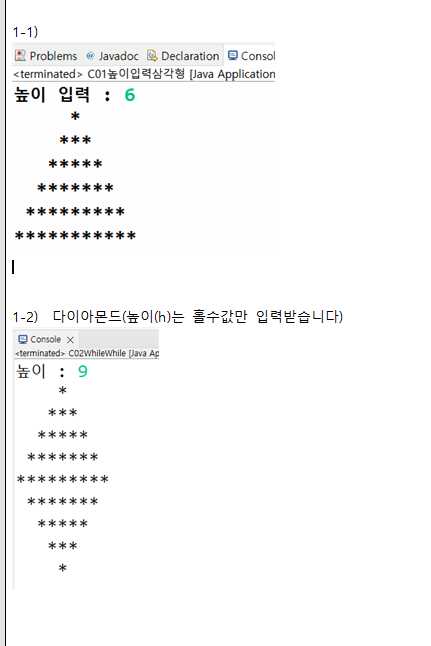 1-1)
Problems @ Javadoc Declaration Console
<terminated> C01높이입력삼각형 [Java Application
높이 입력 : 6
*
***
*****
*******
*********
***********
1-2) 다이아몬드(높이(h)는 홀수값만 입력받습니다)
Console ×
<terminated> C02WhileWhile [Java Ap
높이 : 9
*
***
*****
*******
*********
*******
*****
***
*